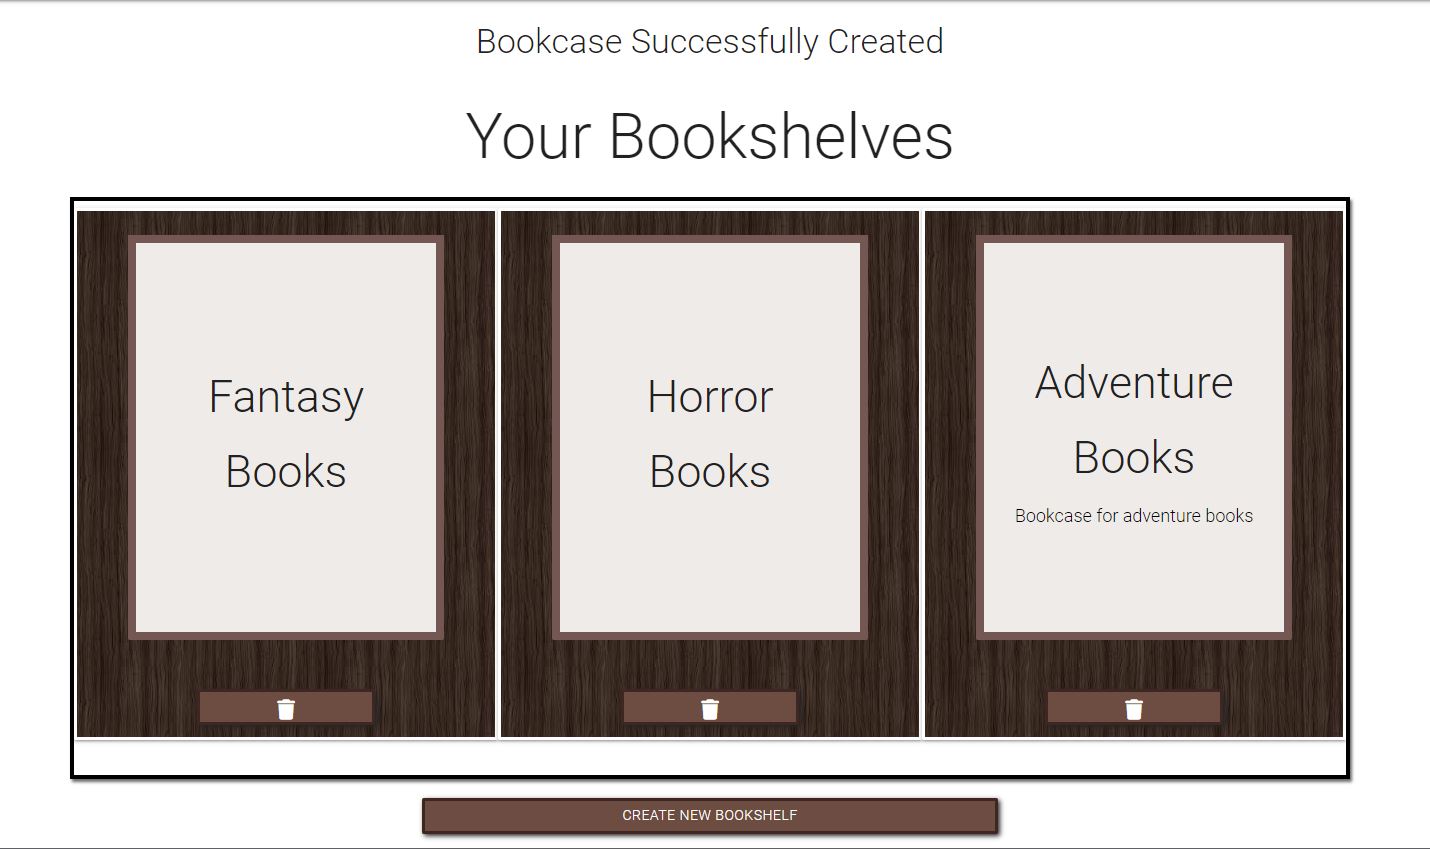 Bookcase Successfully Created
Your Bookshelves
Fantasy
Books
Horror
Books
Adventure
Books
Bookcase for adventure books
CREATE NEW BOOKSHELF